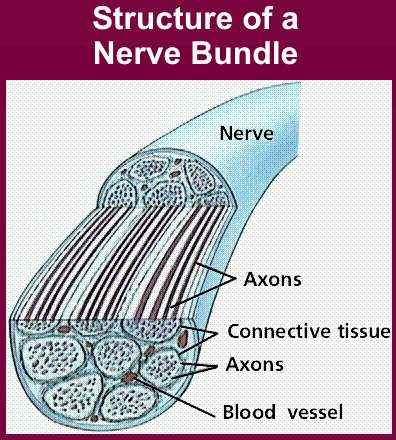 Structure of a
Nerve Bundle
Nerve
Axons
Connective tissue
Axons
Blood vessel